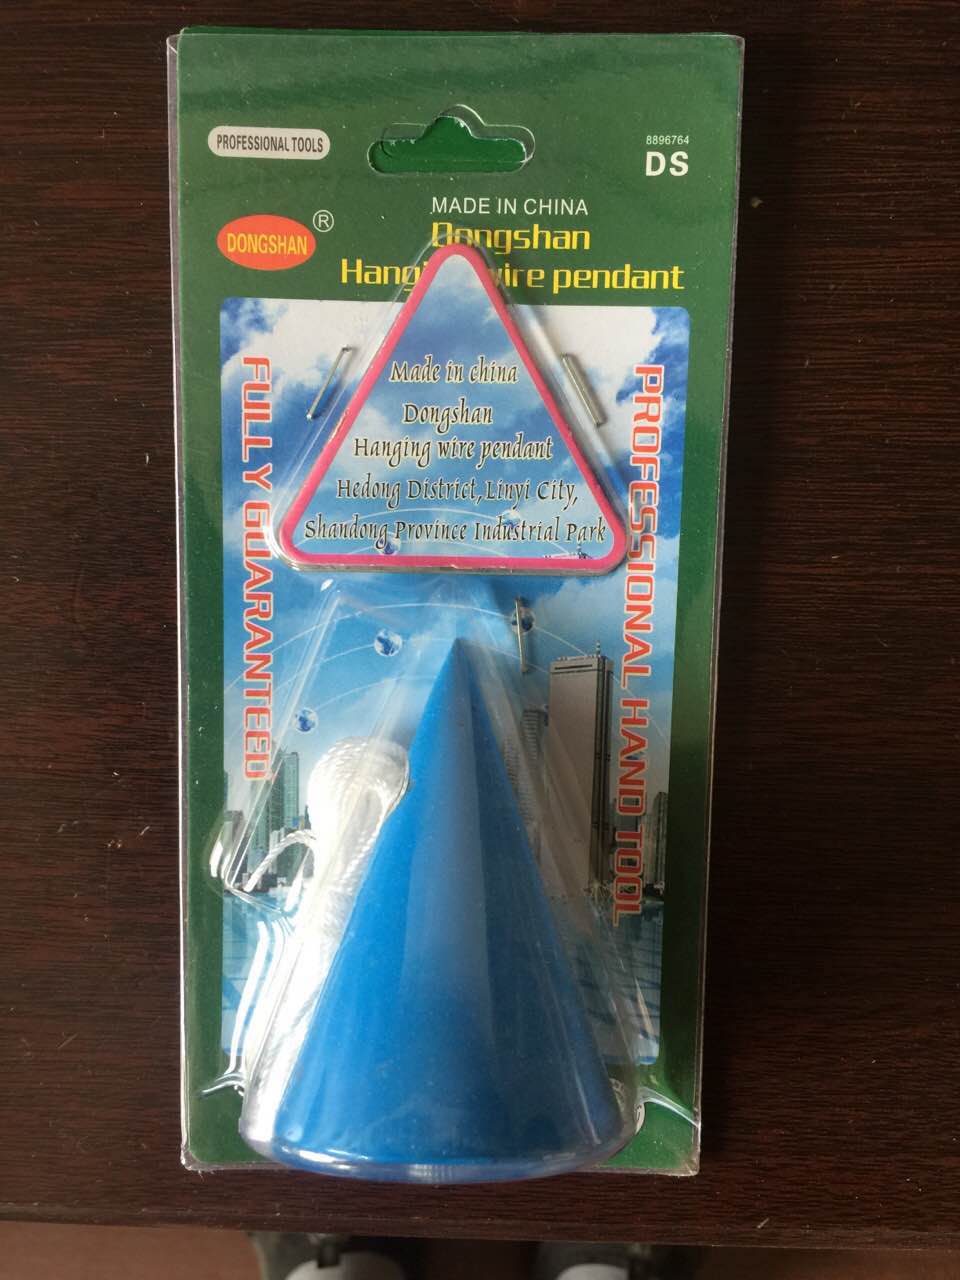 PROFESSIONAL TOOLS
8896764
DS
MADE IN CHINA
DONGSHAN
®
Dongshan
wire pendant
FULLY GUARANTEED
PROFESSIONAL HAND TOOL
Made in china
Dongshan
Hanging wire pendant
Hedong District, Linyi City,
Shandong Province Industrial Park